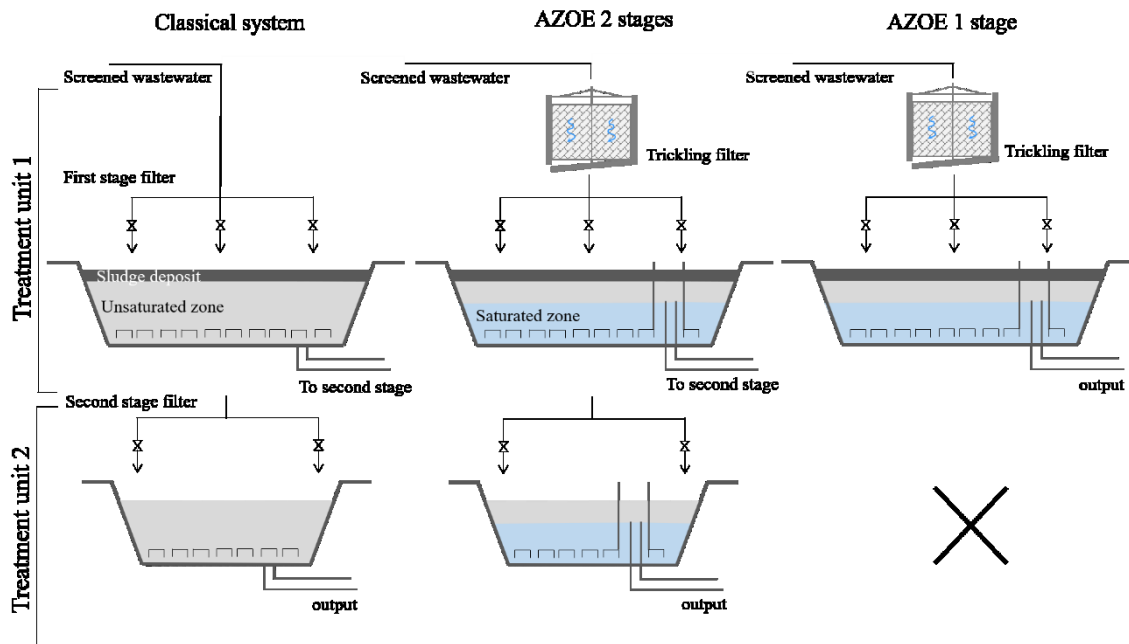 Classical system
AZOE 2 stages
AZOE 1 stage
Treatment unit 1
Screened wastewater
Screened wastewater
Screened wastewater
Trickling filter
Trickling filter
First stage filter
Sludge deposit
Unsaturated zone
Saturated zone
To second stage
To second stage
output
Treatment unit 2
Second stage filter
output
output